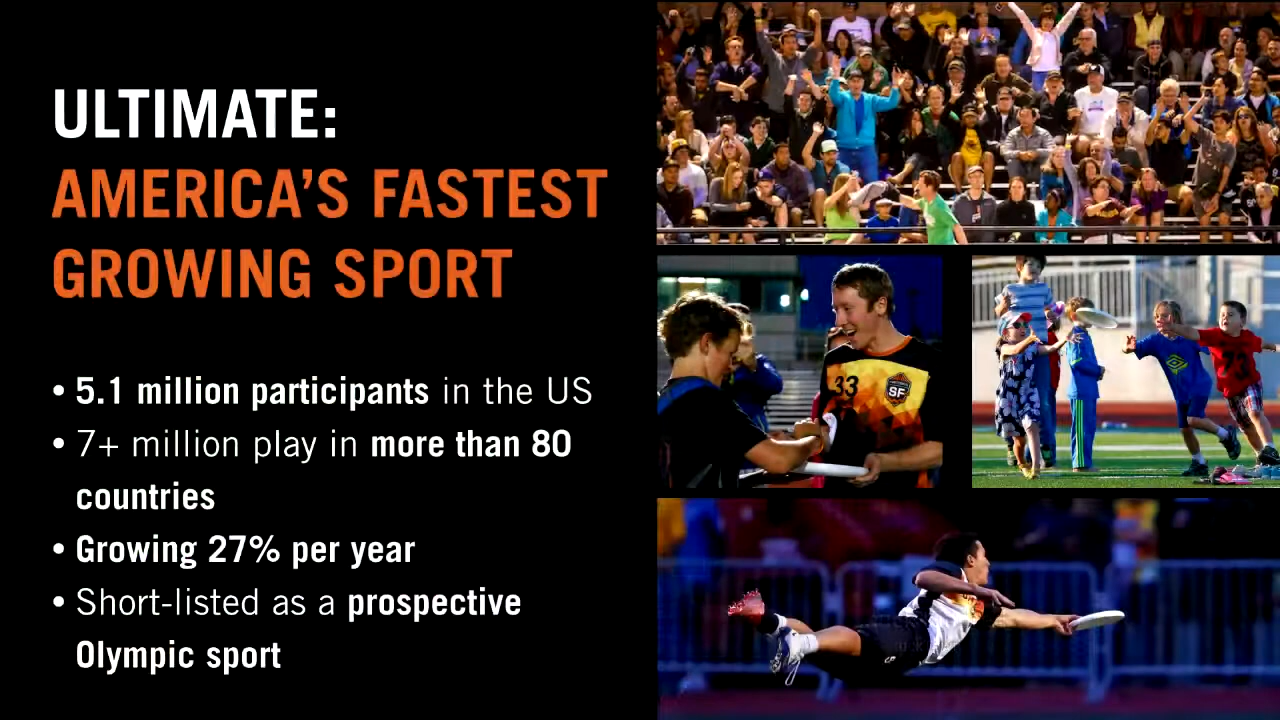 ULTIMATE:
AMERICA’S FASTEST
GROWING SPORT
• 5.1 million participants in the US
• 7+ million play in more than 80
countries
• Growing 27% per year
• Short-listed as a prospective
Olympic sport
33
SF
23